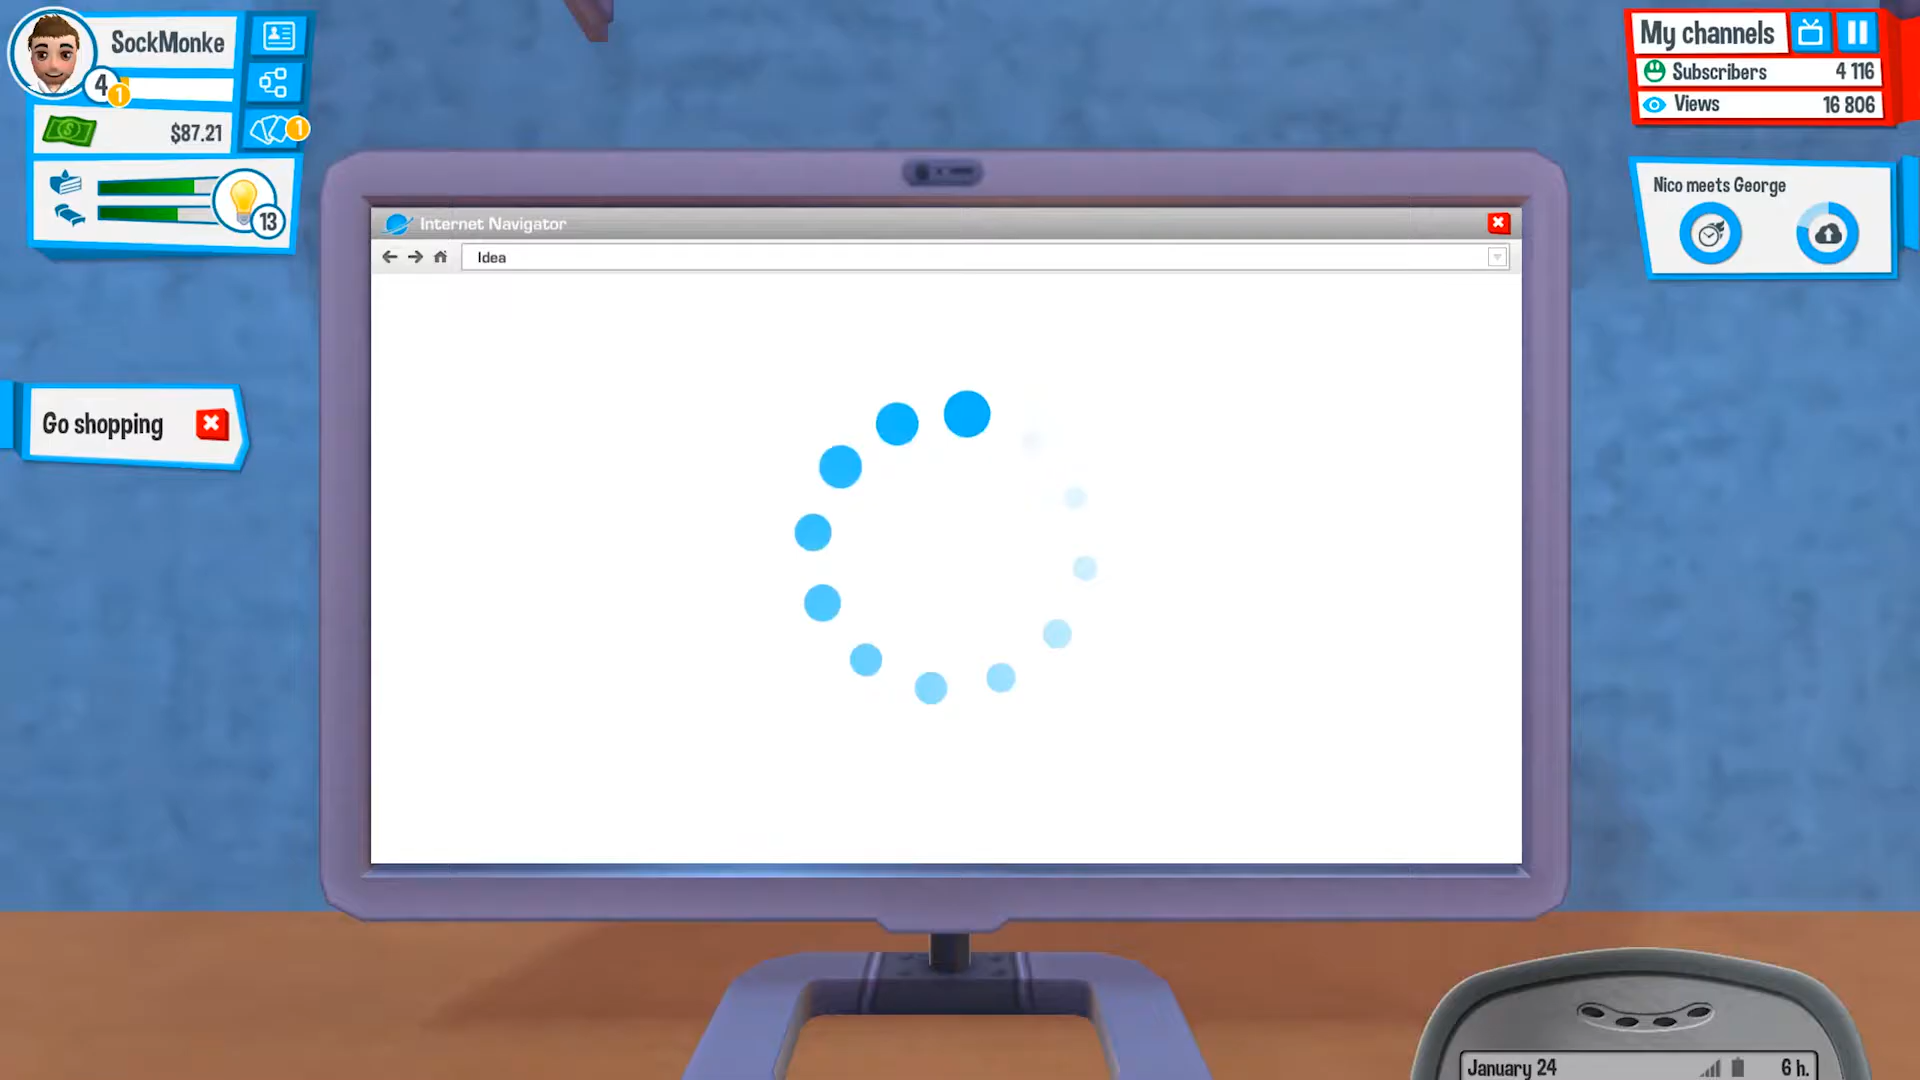 SockMonke
4
1
$87.21
1
13
Go shopping
Internet Navigator
Idea
My channels
Subscribers 4 116
Views 16 806
Nico meets George
January 24 6 h.